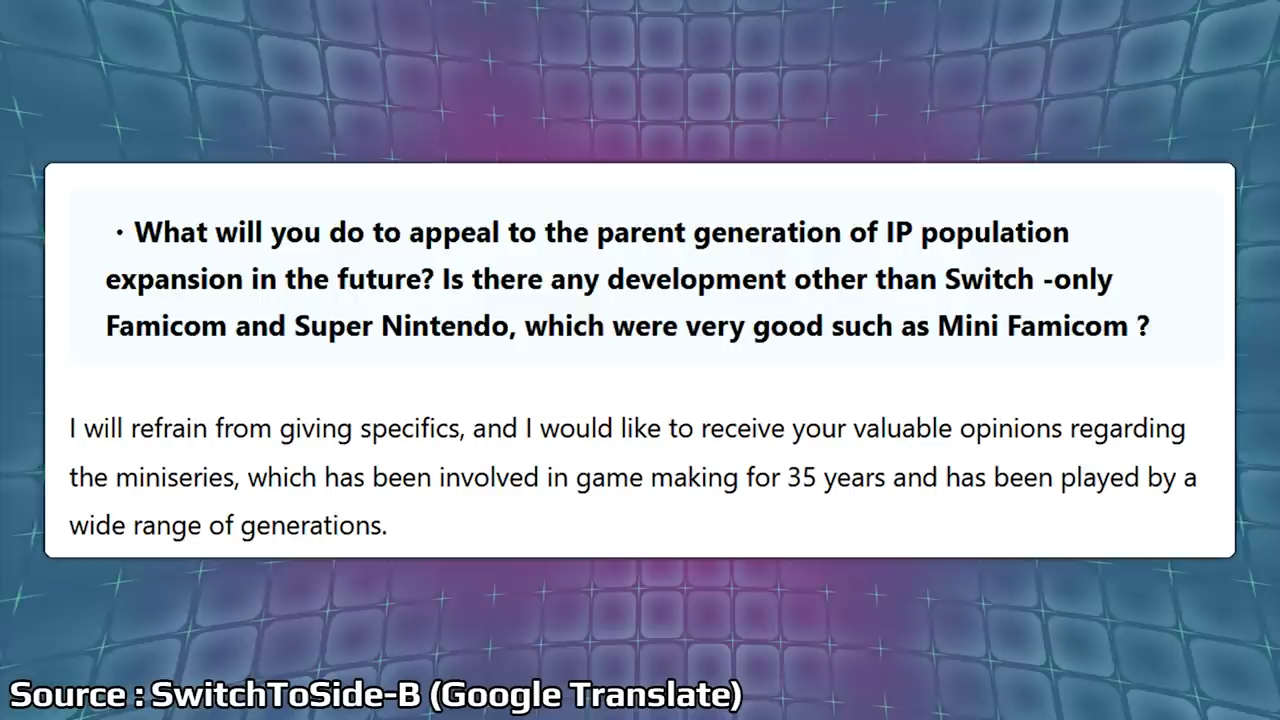 ・What will you do to appeal to the parent generation of IP population
expansion in the future? Is there any development other than Switch -only
Famicom and Super Nintendo, which were very good such as Mini Famicom ?
I will refrain from giving specifics, and I would like to receive your valuable opinions regarding
the miniseries, which has been involved in game making for 35 years and has been played by a
wide range of generations.
Source : SwitchToSide-B (Google Translate)